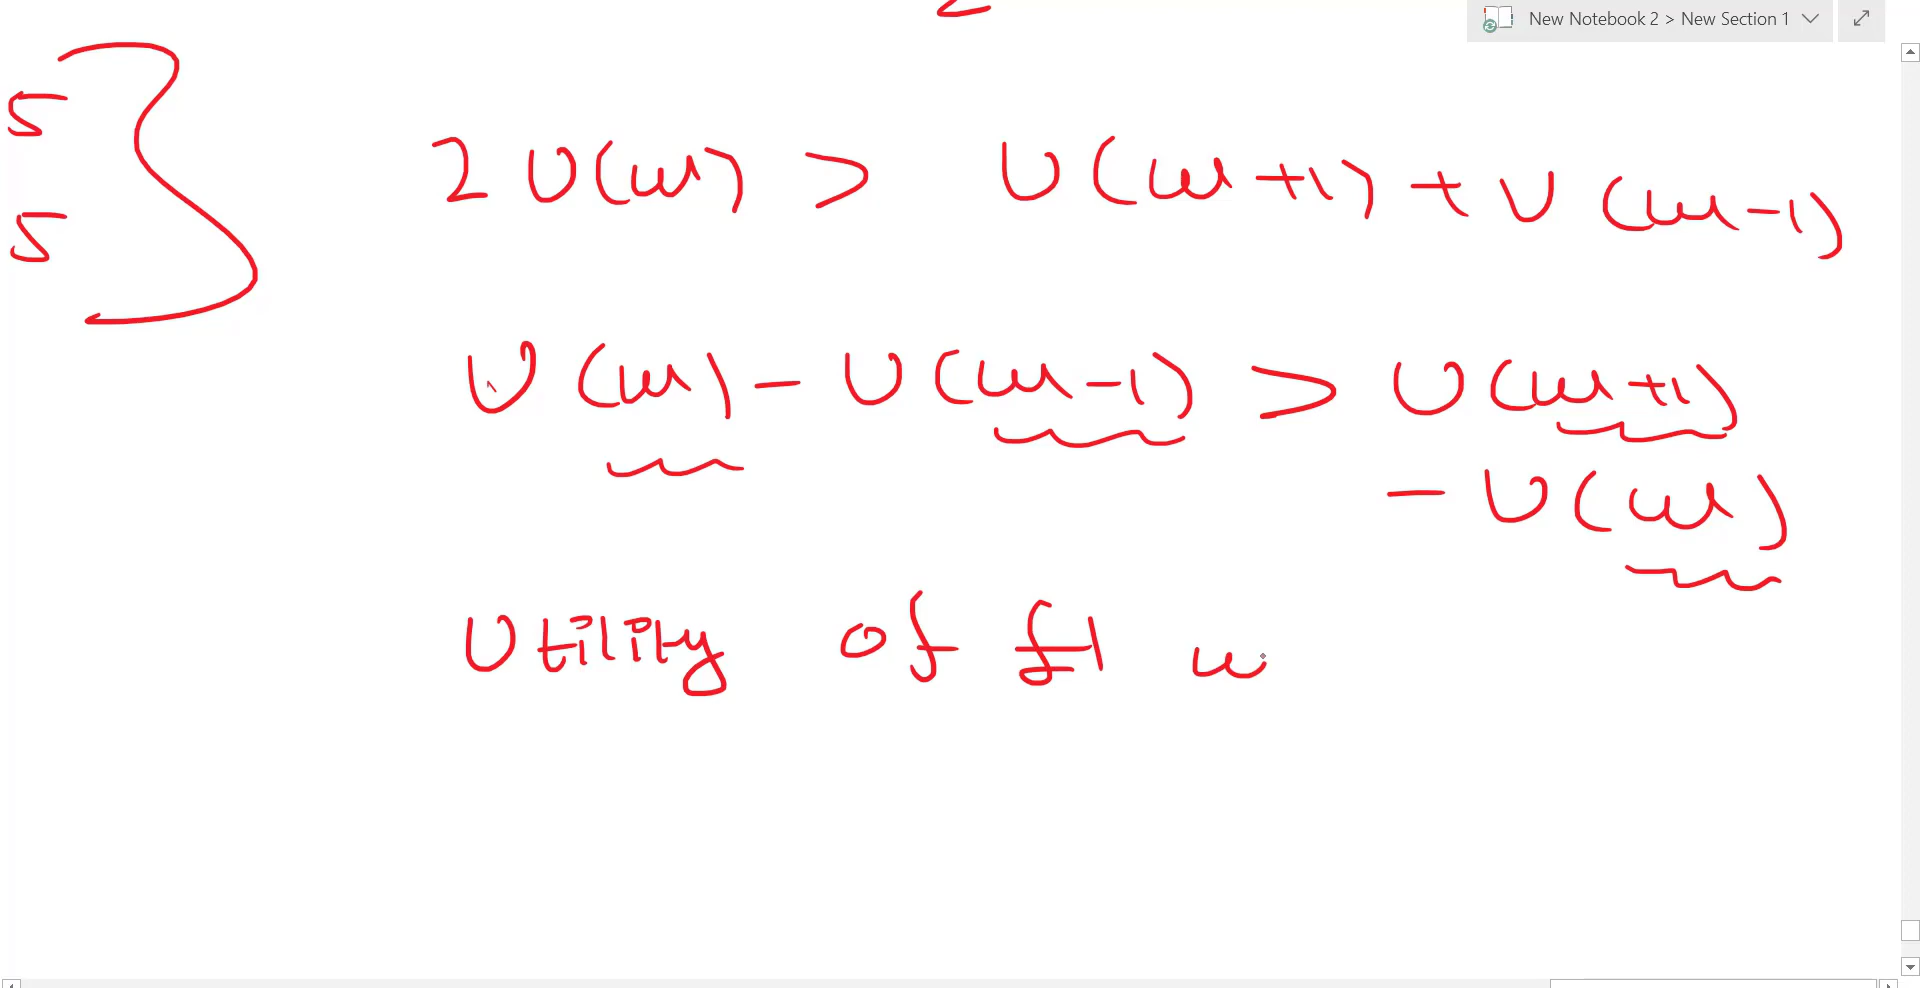 New Notebook 2 > New Section 1
5
5
2 U(w) > U(w+1) + U(w-1)
U(w) - U(w-1) > U(w+1)
- U(w)
Utility of £1 w